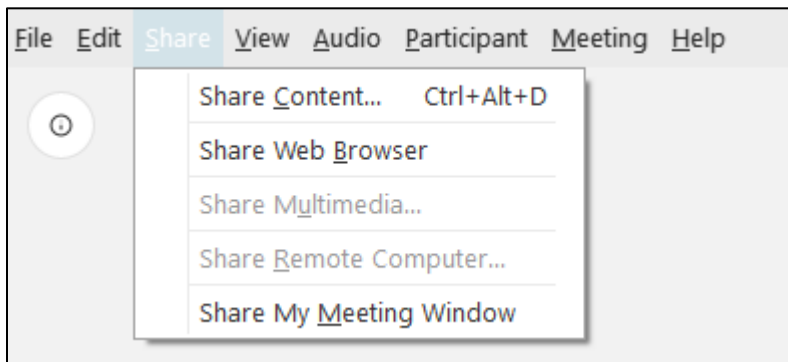 File Edit Share View Audio Participant Meeting Help
Share Content... Ctrl+Alt+D
Share Web Browser
Share Multimedia...
Share Remote Computer...
Share My Meeting Window